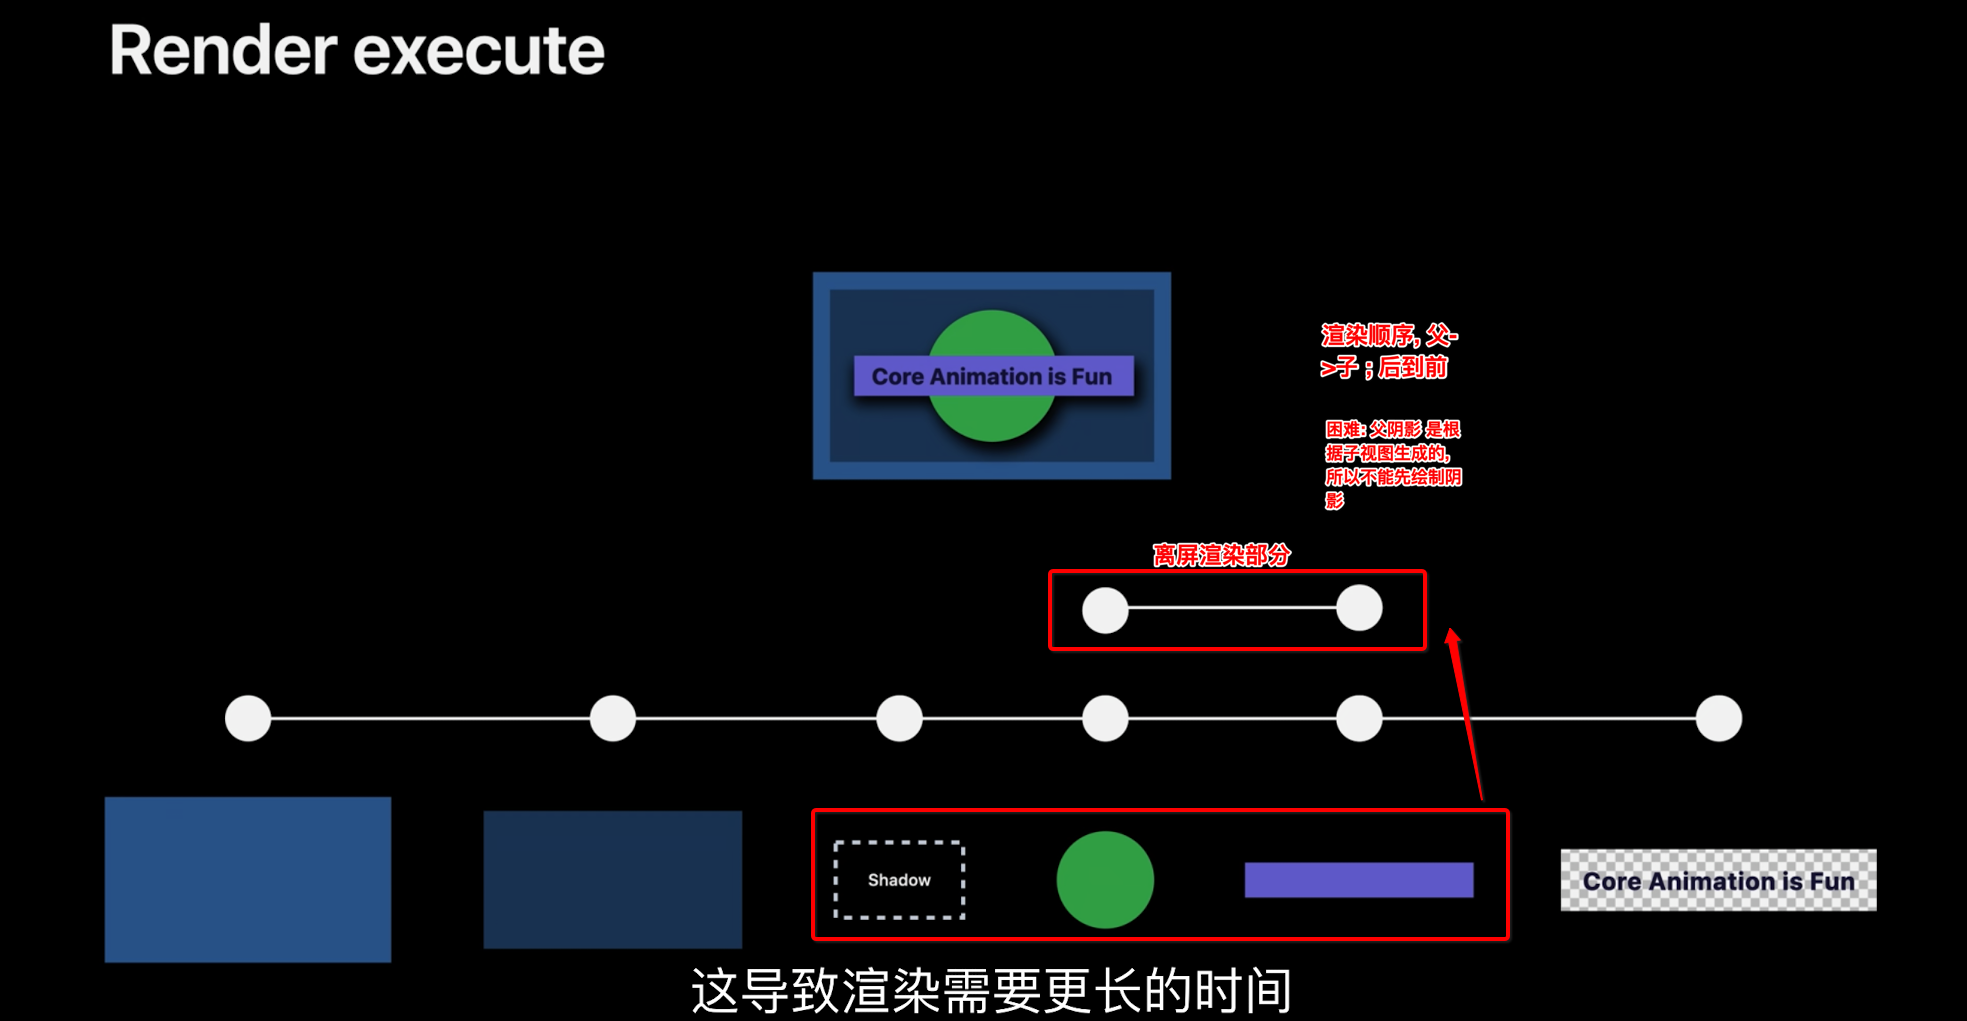 Render execute
Core Animation is Fun
渲染顺序, 父-
>子 ; 后到前
困难: 父阴影 是根
据子视图生成的,
所以不能先绘制阴
影
离屏渲染部分
Shadow
Core Animation is Fun
这导致渲染需要更长的时间